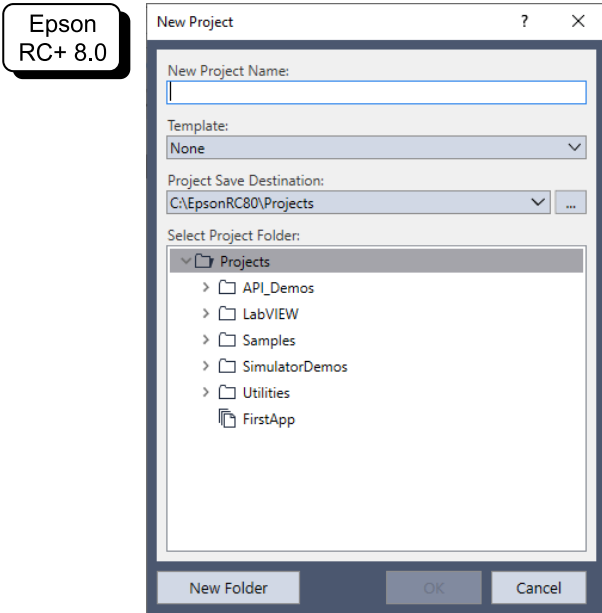 Epson
RC+ 8.0
New Project
?
New Project Name:
Template:
None
Project Save Destination:
C:\EpsonRC80\Projects
...
Select Project Folder:
Projects
API_Demos
LabVIEW
Samples
SimulatorDemos
Utilities
FirstApp
New Folder
OK
Cancel